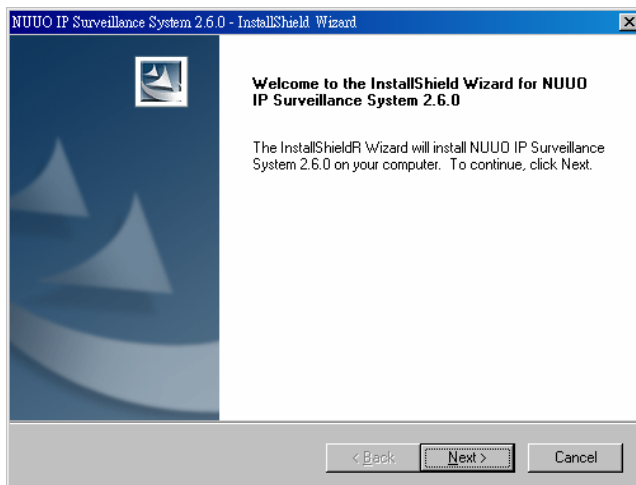 NUUO IP Surveillance System 2.6.0 - InstallShield Wizard
Welcome to the InstallShield Wizard for NUUO
IP Surveillance System 2.6.0
The InstallShieldR Wizard will install NUUO IP Surveillance
System 2.6.0 on your computer. To continue, click Next.
< Back Next > Cancel